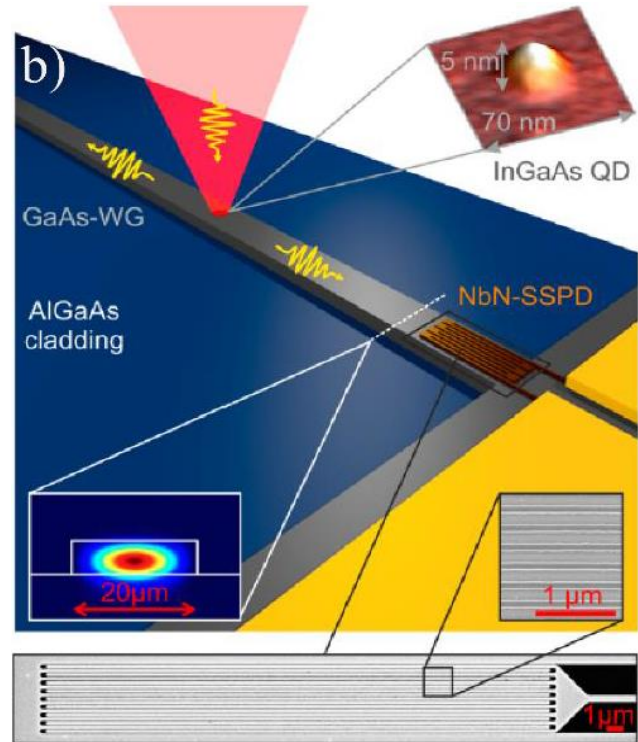 b)
5 nm
70 nm
InGaAs QD
GaAs-WG
NbN-SSPD
AlGaAs
cladding
20μm
1 μm
1μm